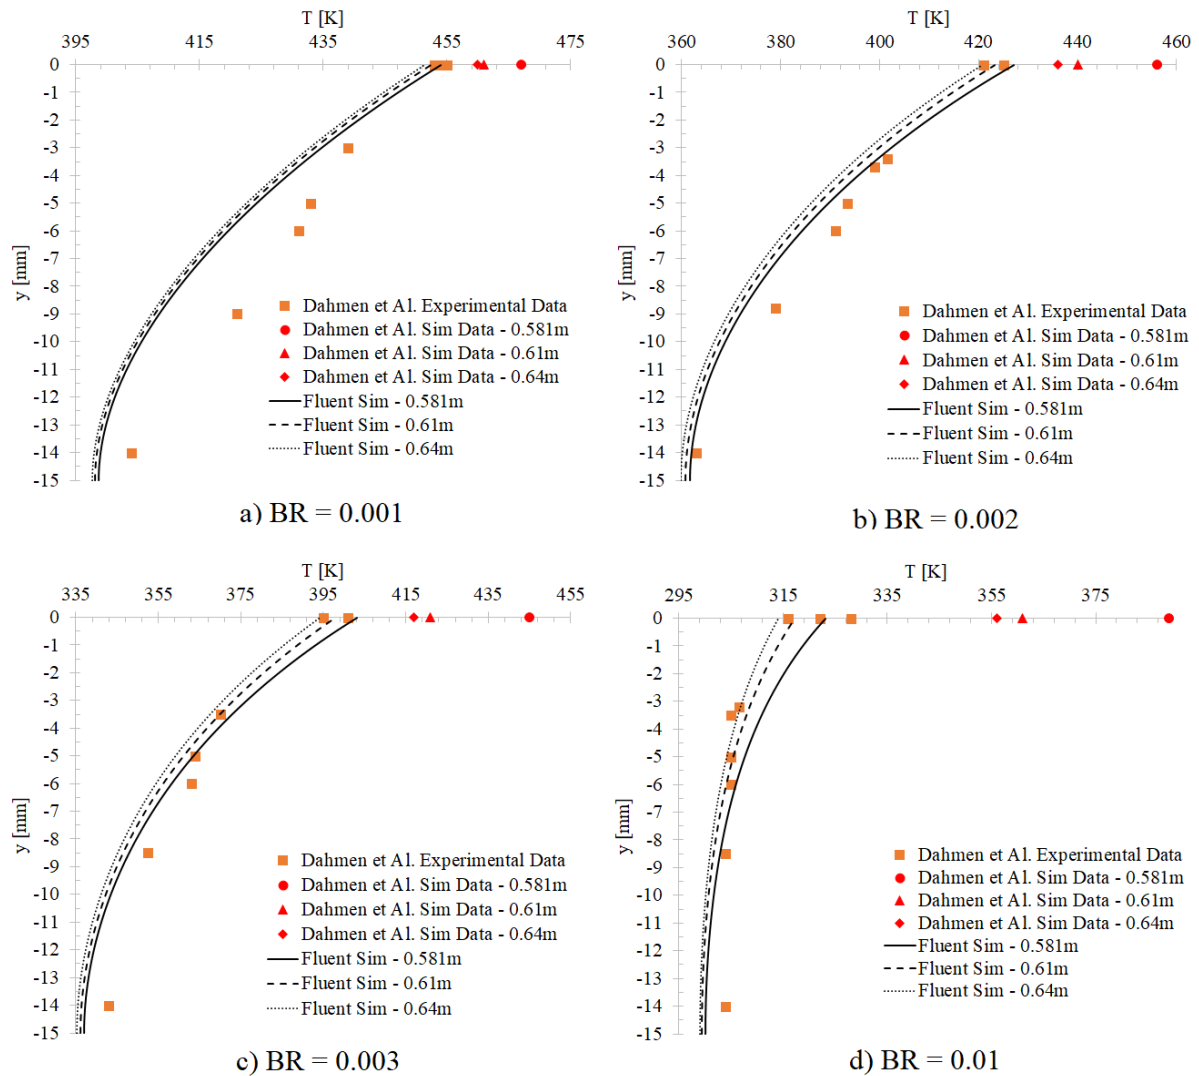 T [K]
395 415 435 455 475
0
-1
-2
-3
-4
-5
-6
-7
-8
-9
-10
-11
-12
-13
-14
-15
y [mm]
Dahmen et Al. Experimental Data
Dahmen et Al. Sim Data - 0.581m
Dahmen et Al. Sim Data - 0.61m
Dahmen et Al. Sim Data - 0.64m
Fluent Sim - 0.581m
Fluent Sim - 0.61m
Fluent Sim - 0.64m
a) BR = 0.001
T [K]
360 380 400 420 440 460
0
-1
-2
-3
-4
-5
-6
-7
-8
-9
-10
-11
-12
-13
-14
-15
y [mm]
Dahmen et Al. Experimental Data
Dahmen et Al. Sim Data - 0.581m
Dahmen et Al. Sim Data - 0.61m
Dahmen et Al. Sim Data - 0.64m
Fluent Sim - 0.581m
Fluent Sim - 0.61m
Fluent Sim - 0.64m
b) BR = 0.002
T [K]
335 355 375 395 415 435 455
0
-1
-2
-3
-4
-5
-6
-7
-8
-9
-10
-11
-12
-13
-14
-15
y [mm]
Dahmen et Al. Experimental Data
Dahmen et Al. Sim Data - 0.581m
Dahmen et Al. Sim Data - 0.61m
Dahmen et Al. Sim Data - 0.64m
Fluent Sim - 0.581m
Fluent Sim - 0.61m
Fluent Sim - 0.64m
c) BR = 0.003
T [K]
295 315 335 355 375
0
-1
-2
-3
-4
-5
-6
-7
-8
-9
-10
-11
-12
-13
-14
-15
y [mm]
Dahmen et Al. Experimental Data
Dahmen et Al. Sim Data - 0.581m
Dahmen et Al. Sim Data - 0.61m
Dahmen et Al. Sim Data - 0.64m
Fluent Sim - 0.581m
Fluent Sim - 0.61m
Fluent Sim - 0.64m
d) BR = 0.01